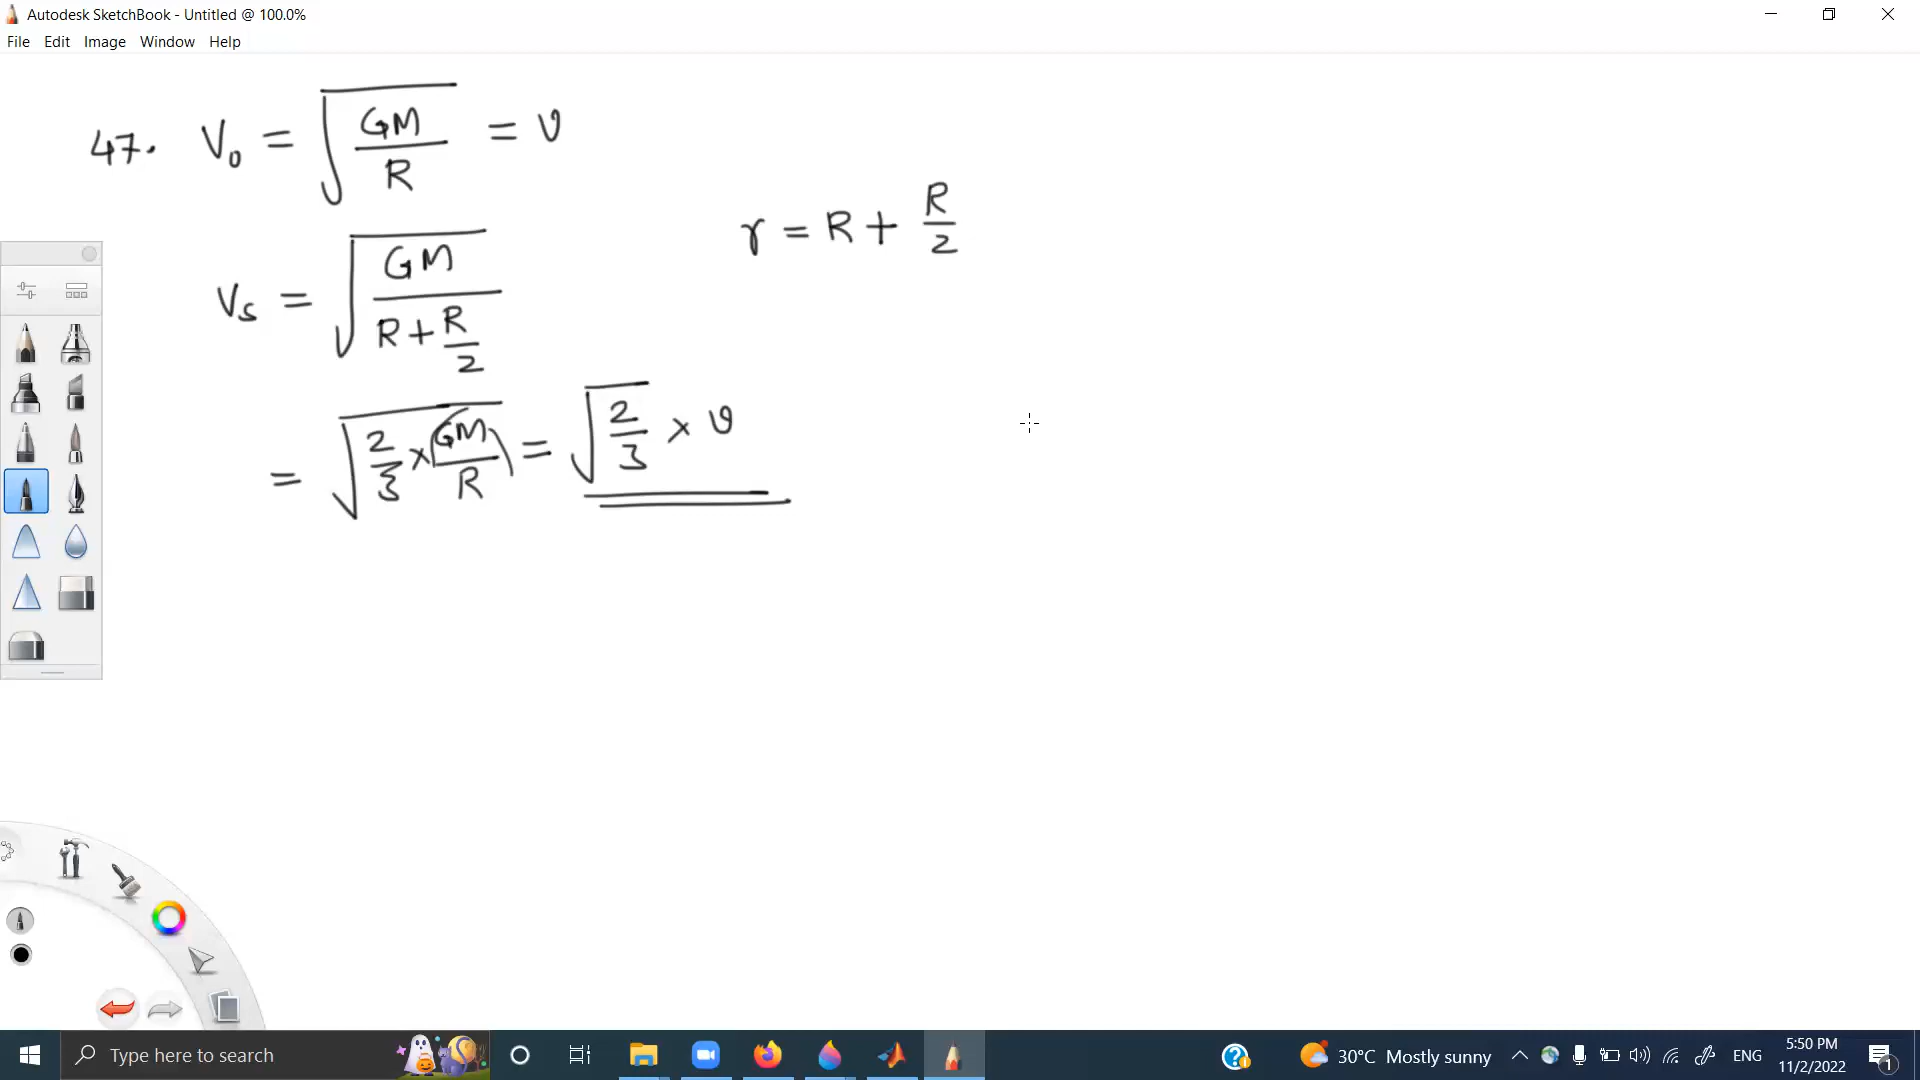 Autodesk SketchBook - Untitled @ 100.0%
File Edit Image Window Help
47. V₀ = √(GM/R) = v
r = R + R/2
Vs = √(GM/(R + R/2))
= √(2/3 × (GM/R)) = √(2/3) × v
Type here to search
30°C Mostly sunny
ENG
5:50 PM
11/2/2022
1